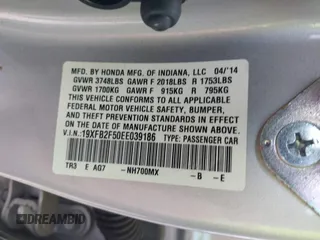 MFD. BY HONDA MFG. OF INDIANA, LLC 04/'14
GVWR 3748LBS GAWR F 2018LBS R 1753LBS
GVWR 1700KG GAWR F 915KG R 795KG
THIS VEHICLE CONFORMS TO ALL APPLICABLE
FEDERAL MOTOR VEHICLE SAFETY, BUMPER,
AND THEFT PREVENTION STANDARDS IN EFFECT
ON THE DATE OF MANUFACTURE SHOWN ABOVE.
V.I.N.: 19XFB2F50EE039186 TYPE: PASSENGER CAR
TR3 E AG7 -NH700MX -B -E
DREAMBID